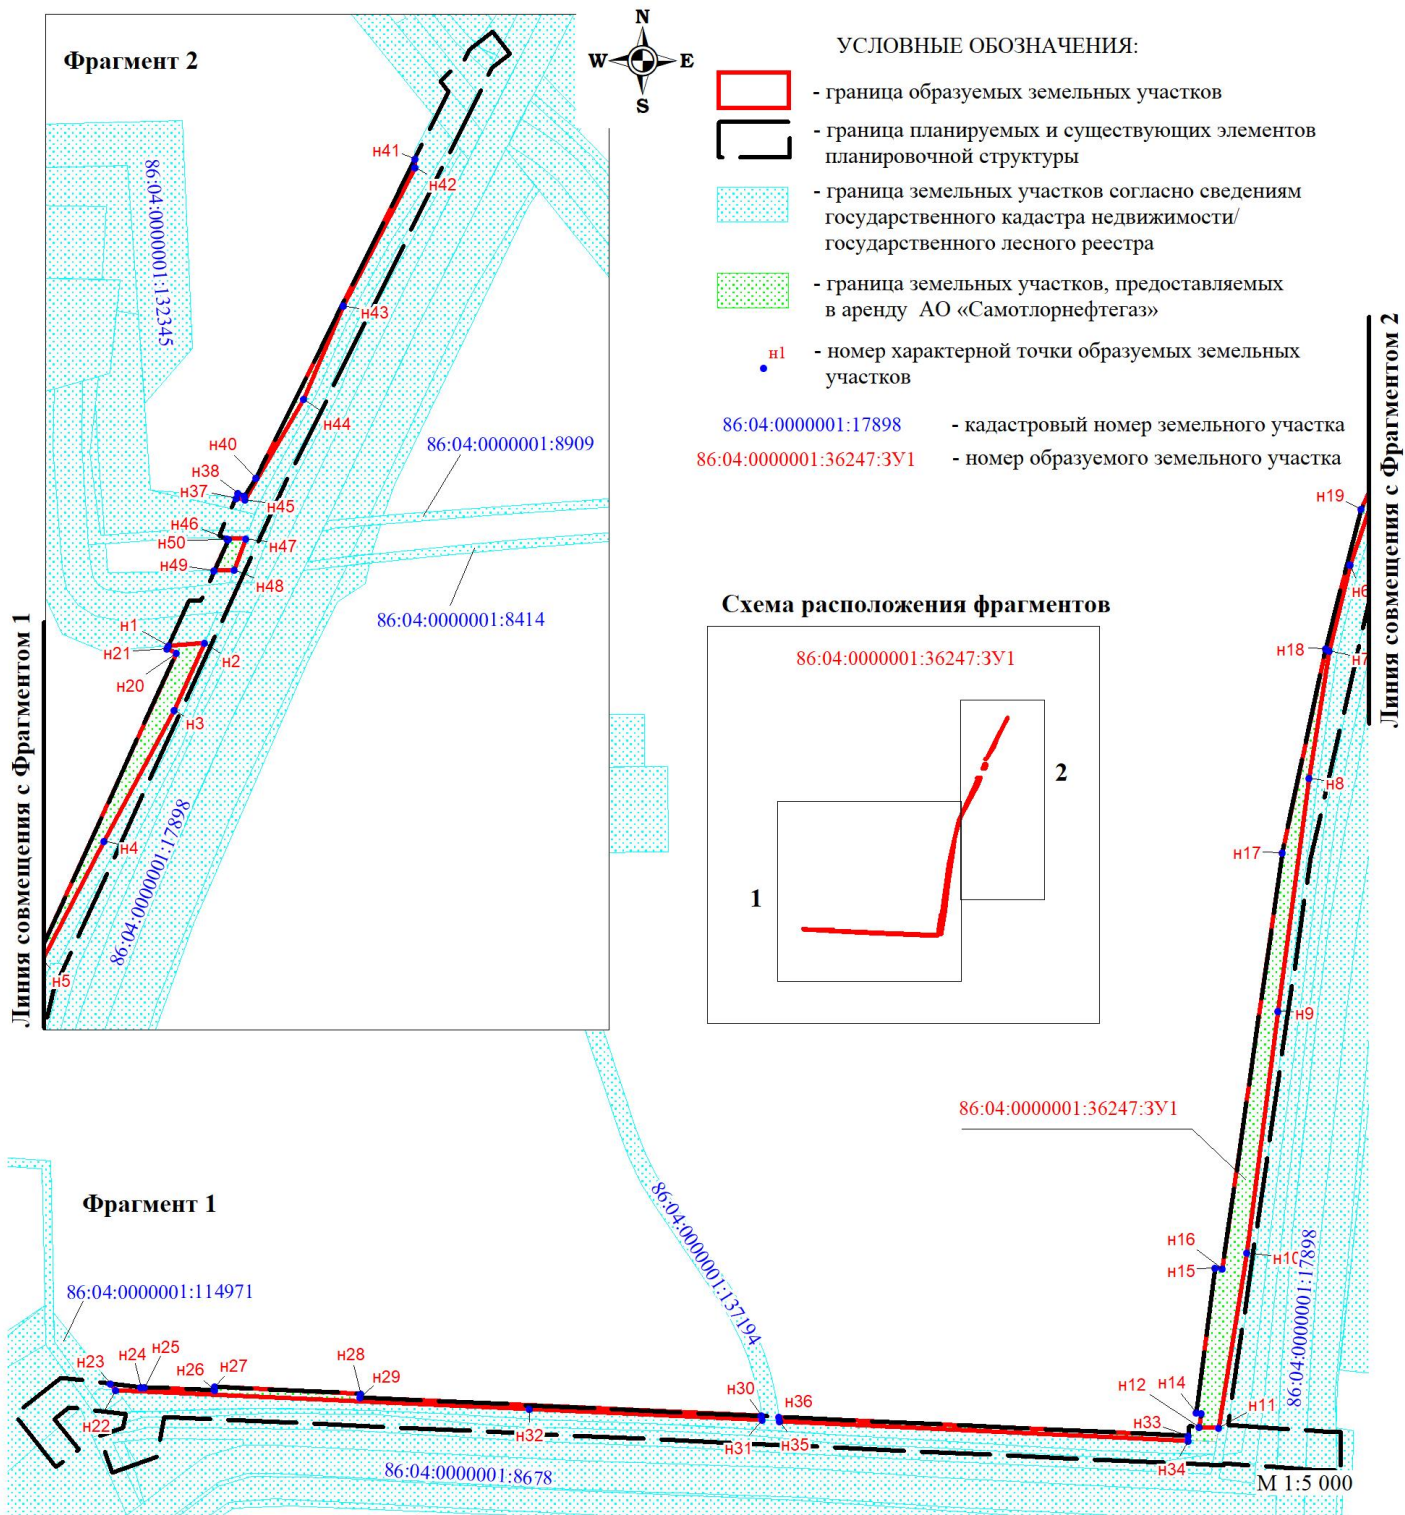 Фрагмент 2
N
W
E
S
УСЛОВНЫЕ ОБОЗНАЧЕНИЯ:
- граница образуемых земельных участков
- граница планируемых и существующих элементов
планировочной структуры
- граница земельных участков согласно сведениям
государственного кадастра недвижимости/
государственного лесного реестра
- граница земельных участков, предоставляемых
в аренду АО «Самотлорнефтегаз»
н1
- номер характерной точки образуемых земельных
участков
86:04:0000001:17898
- кадастровый номер земельного участка
86:04:0000001:36247:ЗУ1
- номер образуемого земельного участка
86:04:0000001:132345
н41
н42
н43
н44
н40
н38
н37
н45
н46
н50
н47
н49
н48
86:04:0000001:8909
86:04:0000001:8414
н1
н21
н2
н20
н3
н4
н5
86:04:0000001:17898
Линия совмещения с Фрагментом 1
Линия совмещения с Фрагментом 2
Схема расположения фрагментов
86:04:0000001:36247:ЗУ1
1
2
н19
н6
н18
н7
н8
н17
н9
86:04:0000001:36247:ЗУ1
н16
н15
н10
86:04:0000001:17898
н14
н12
н11
н33
н34
Фрагмент 1
86:04:0000001:114971
86:04:0000001:137194
н23
н24
н25
н26
н27
н28
н29
н22
н32
н30
н36
н31
н35
86:04:0000001:8678
М 1:5 000